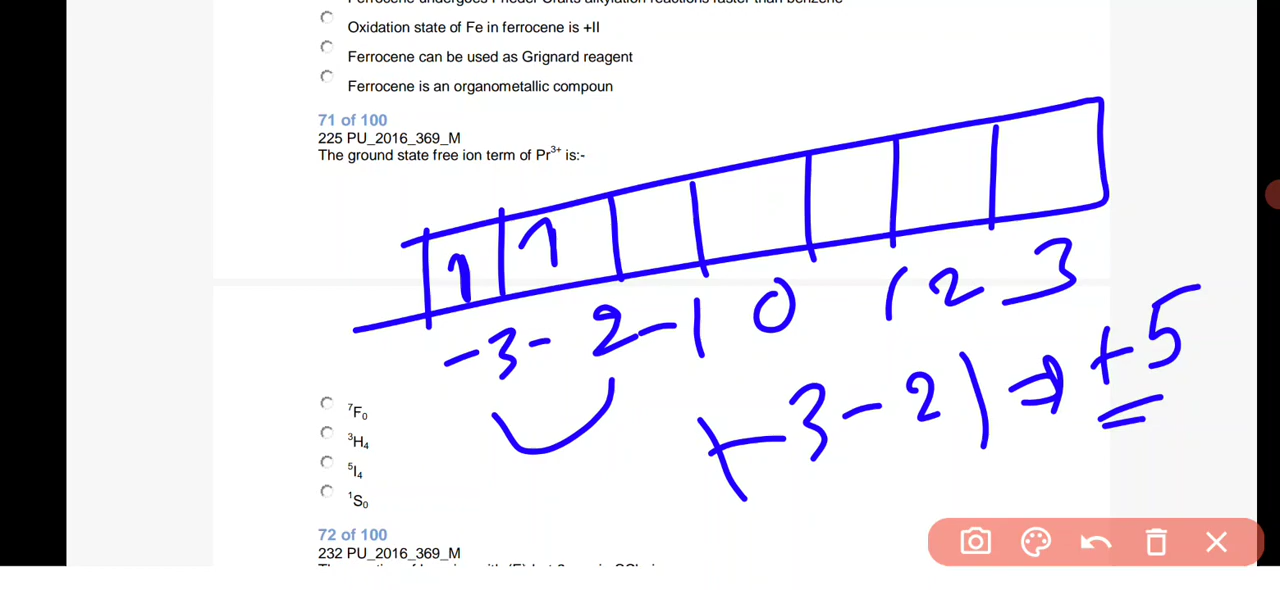 Oxidation state of Fe in ferrocene is +II
Ferrocene can be used as Grignard reagent
Ferrocene is an organometallic compoun
71 of 100
225 PU_2016_369_M
The ground state free ion term of Pr³⁺ is:-
1 1
-3 -2 -1 0 1 2 3
|-3-2| => +5
⁷F₀
³H₄
⁵I₄
¹S₀
72 of 100
232 PU_2016_369_M